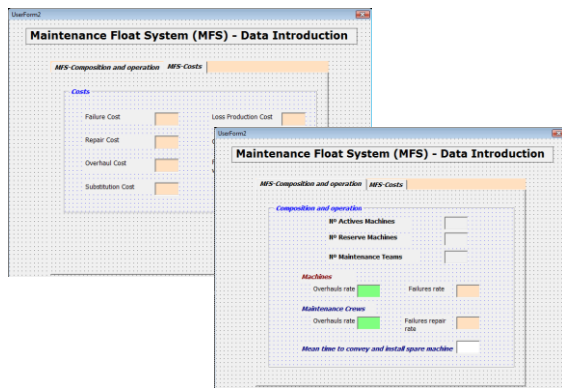 UserForm2
Maintenance Float System (MFS) - Data Introduction
MFS-Composition and operation MFS-Costs
Costs
Failure Cost Loss Production Cost
Repair Cost
Overhaul Cost
Substitution Cost
UserForm2
Maintenance Float System (MFS) - Data Introduction
MFS-Composition and operation MFS-Costs
Composition and operation
Nº Actives Machines
Nº Reserve Machines
Nº Maintenance Teams
Machines
Overhauls rate Failures rate
Maintenance Crews
Overhauls rate Failures repair
rate
Mean time to convey and install spare machine